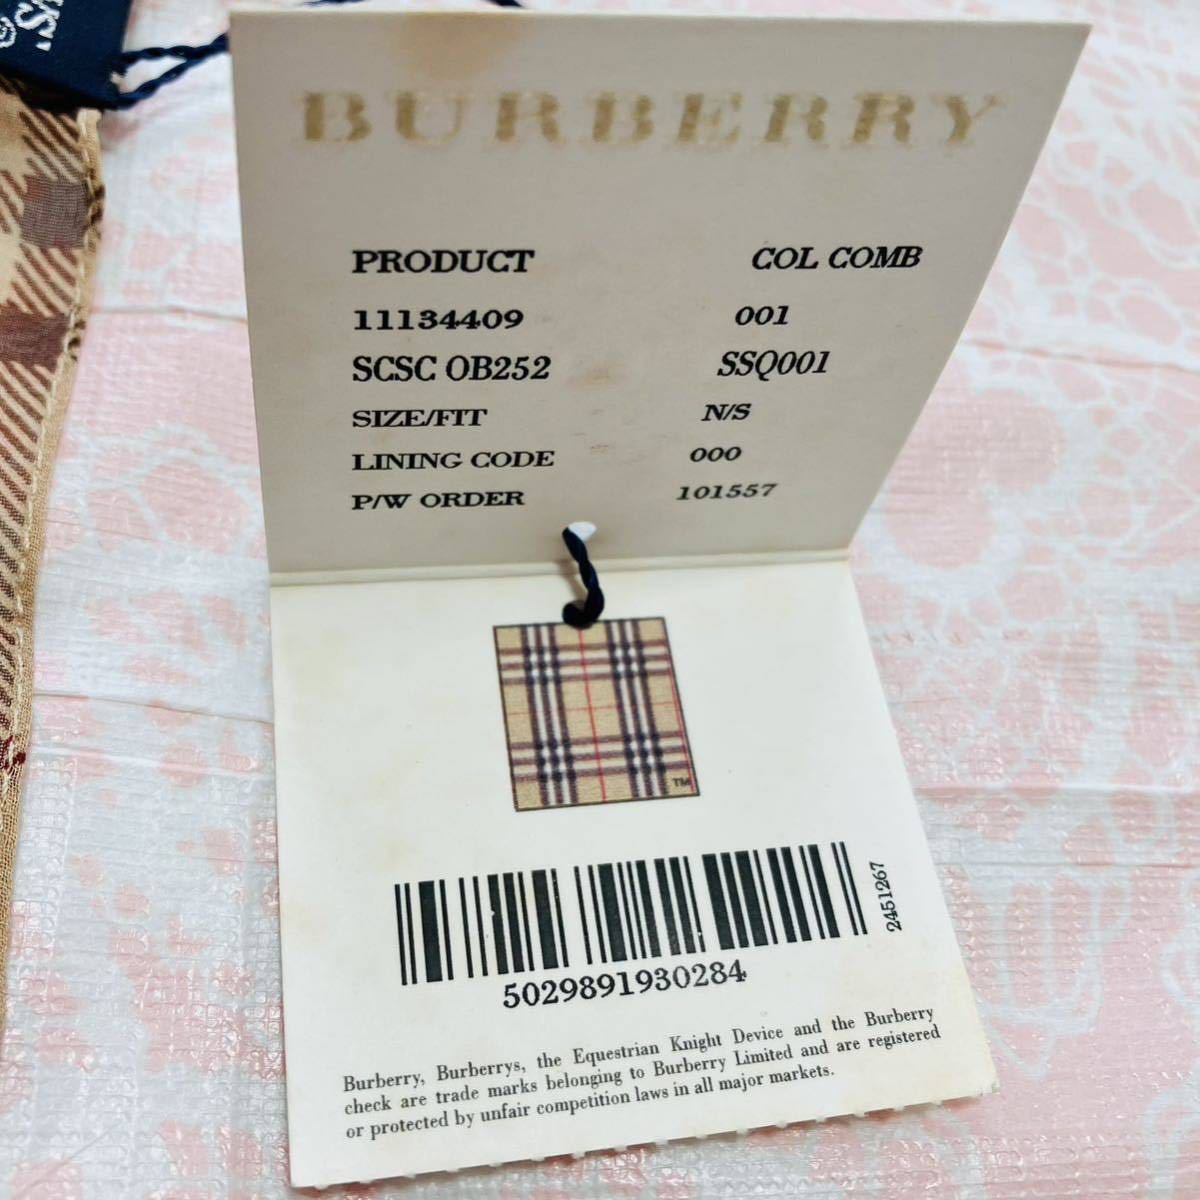 BURBERRY
PRODUCT COL COMB
11134409 001
SCSC OB252 SSQ001
SIZE/FIT N/S
LINING CODE 000
P/W ORDER 101557
TM
2451267
5029891930284
Burberry, Burberrys, the Equestrian Knight Device and the Burberry
check are trade marks belonging to Burberry Limited and are registered
or protected by unfair competition laws in all major markets.